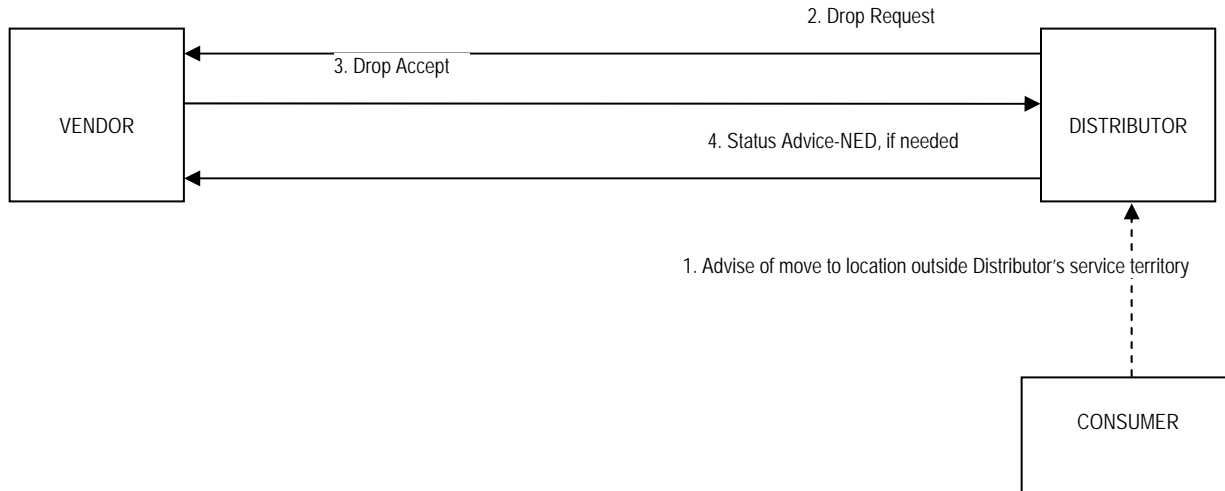 2. Drop Request
3. Drop Accept
VENDOR
DISTRIBUTOR
4. Status Advice-NED, if needed
1. Advise of move to location outside Distributor's service territory
CONSUMER